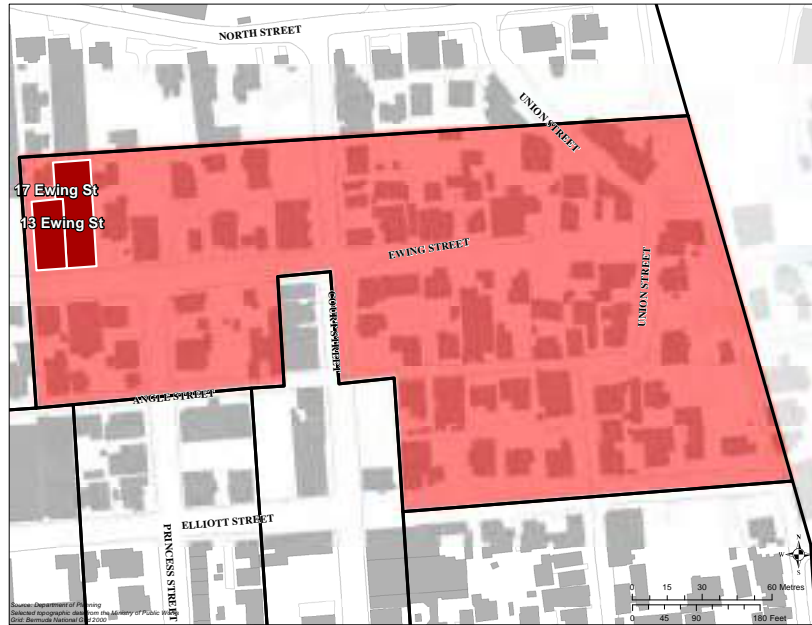 NORTH STREET
UNION STREET
17 Ewing St
13 Ewing St
EWING STREET
UNION STREET
COURT STREET
ANGLE STREET
ELLIOTT STREET
PRINCESS STREET
N
W
E
S
0 15 30 60 Metres
0 45 90 180 Feet
Source: Department of Planning
Selected topographic data from the Ministry of Public Works
Grid: Bermuda National Grid 2000